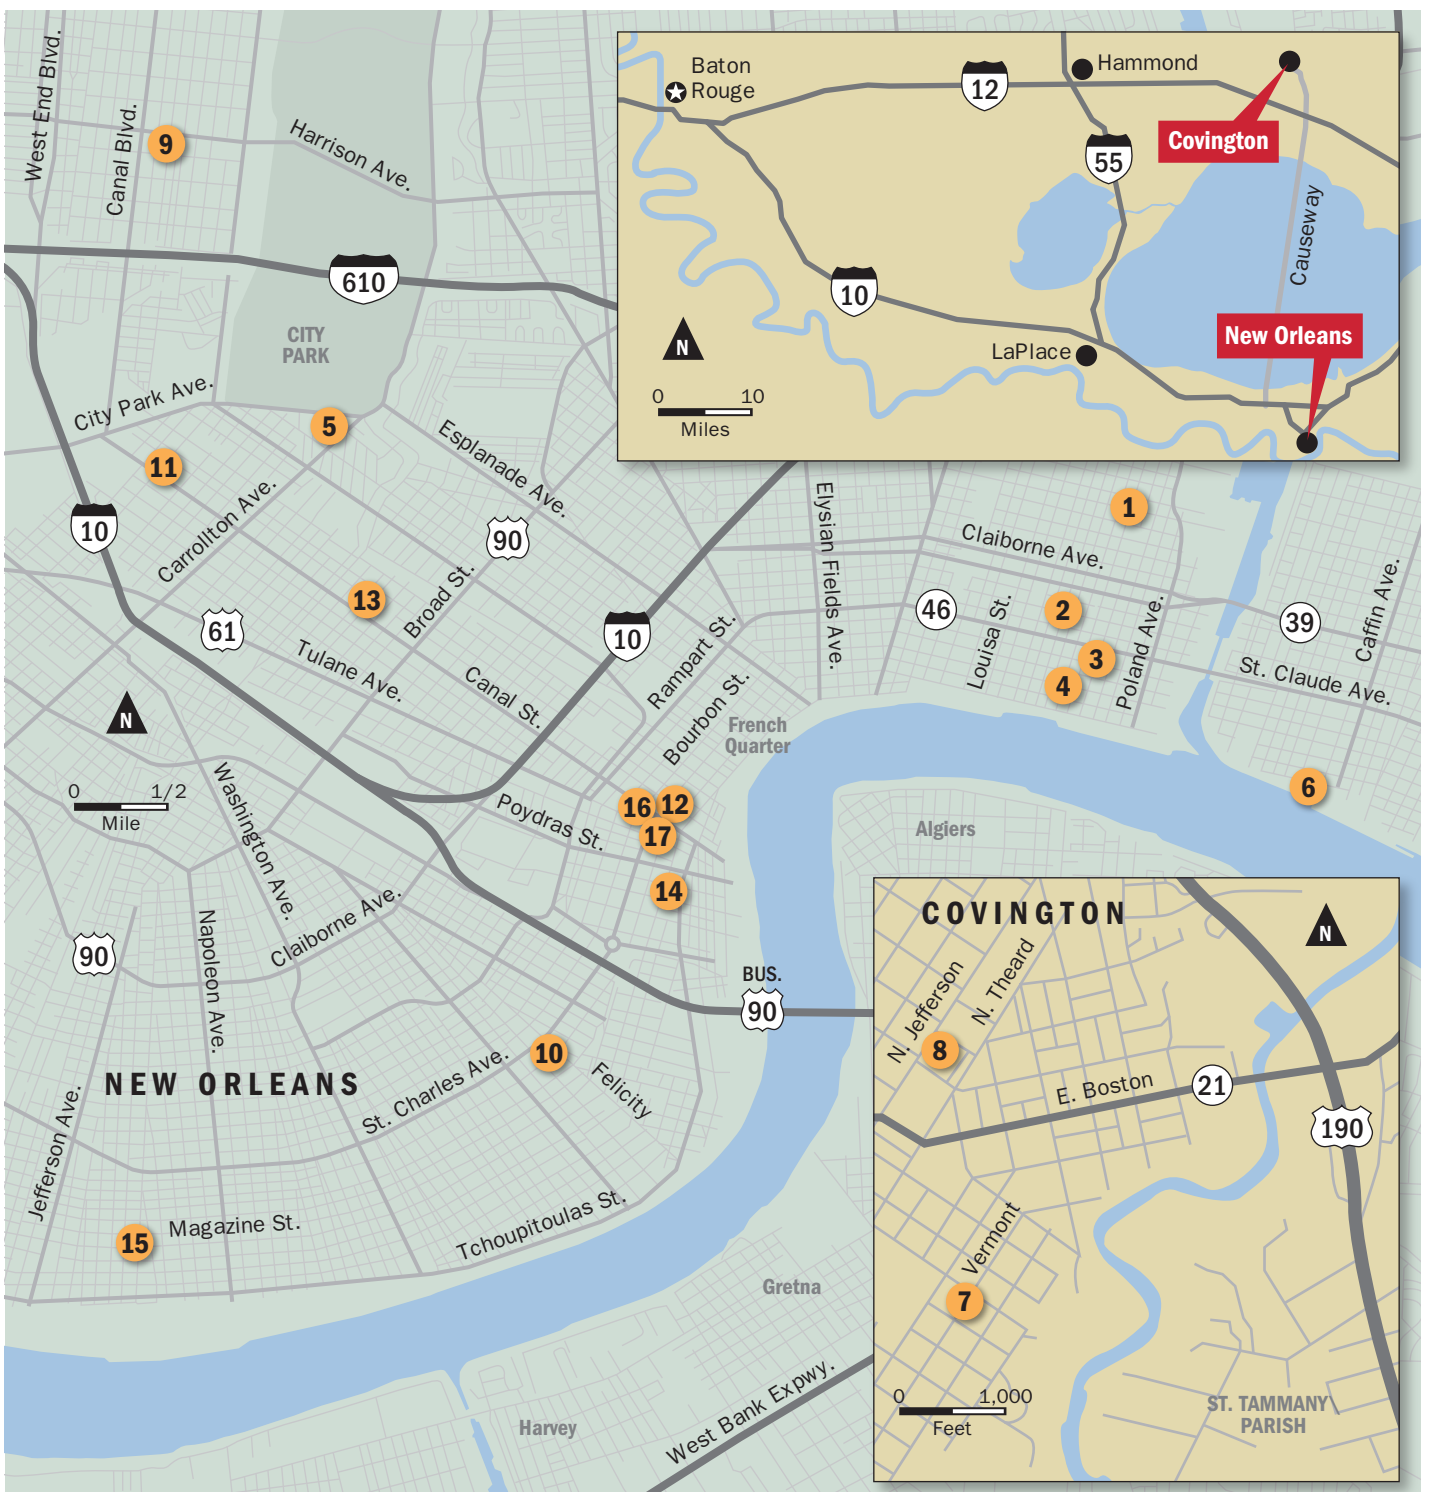 West End Blvd.
Canal Blvd.
9
Harrison Ave.
610
CITY
PARK
City Park Ave.
5
11
Esplanade Ave.
Carrollton Ave.
10
90
13
Broad St.
61
10
Tulane Ave.
Canal St.
Rampart St.
Bourbon St.
French
Quarter
N
0 1/2
Mile
Washington Ave.
Poydras St.
16
12
17
14
Claiborne Ave.
90
Napoleon Ave.
BUS.
90
10
NEW ORLEANS
St. Charles Ave.
Felicity
Jefferson Ave.
15
Magazine St.
Tchoupitoulas St.
Gretna
Harvey
West Bank Expwy.
Baton
Rouge
12
Hammond
Covington
55
Causeway
10
N
LaPlace
New Orleans
0 10
Miles
Elysian Fields Ave.
1
Claiborne Ave.
46
Louisa St.
2
3
4
Poland Ave.
39
Caffin Ave.
St. Claude Ave.
6
Algiers
COVINGTON
N
N. Jefferson
N. Theard
8
E. Boston
21
190
Vermont
7
0 1,000
Feet
ST. TAMMANY
PARISH